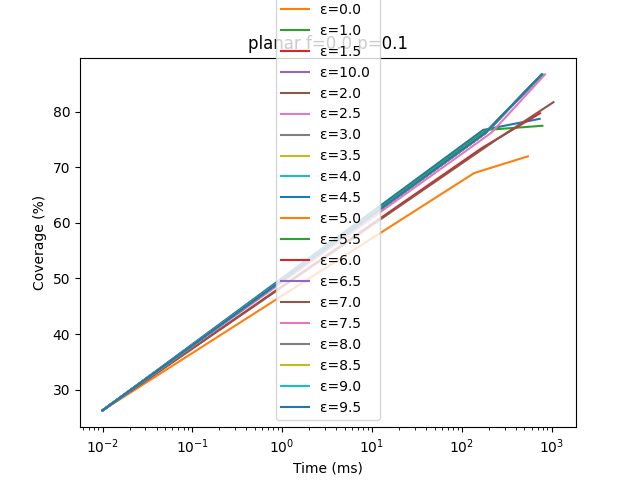 planar f=0.0 p=0.1
ε=0.0
ε=1.0
ε=1.5
ε=10.0
ε=2.0
ε=2.5
ε=3.0
ε=3.5
ε=4.0
ε=4.5
ε=5.0
ε=5.5
ε=6.0
ε=6.5
ε=7.0
ε=7.5
ε=8.0
ε=8.5
ε=9.0
ε=9.5
Coverage (%)
80
70
60
50
40
30
10⁻² 10⁻¹ 10⁰ 10¹ 10² 10³
Time (ms)